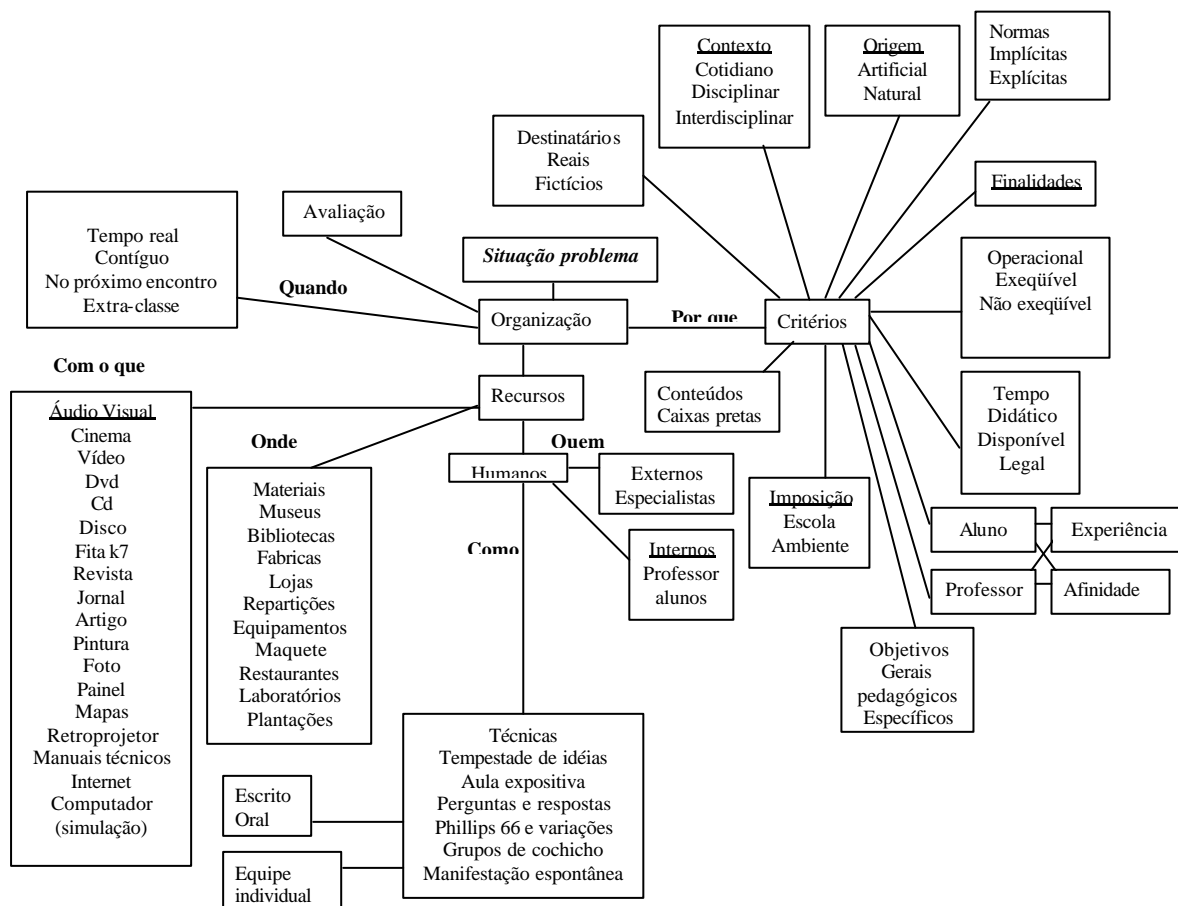 Contexto
Cotidiano
Disciplinar
Interdisciplinar
Origem
Artificial
Natural
Normas
Implícitas
Explícitas
Destinatários
Reais
Fictícios
Finalidades
Tempo real
Contíguo
No próximo encontro
Extra-classe
Avaliação
Situação problema
Quando
Organização
Por que
Critérios
Operacional
Exeqüível
Não exeqüível
Com o que
Recursos
Conteúdos
Caixas pretas
Tempo
Didático
Disponível
Legal
Áudio Visual
Cinema
Vídeo
Dvd
Cd
Disco
Fita k7
Revista
Jornal
Artigo
Pintura
Foto
Painel
Mapas
Retroprojetor
Manuais técnicos
Internet
Computador
(simulação)
Onde
Materiais
Museus
Bibliotecas
Fabricas
Lojas
Repartições
Equipamentos
Maquete
Restaurantes
Laboratórios
Plantações
Quem
Humanos
Externos
Especialistas
Como
Internos
Professor
alunos
Imposição
Escola
Ambiente
Aluno
Experiência
Professor
Afinidade
Objetivos
Gerais
pedagógicos
Específicos
Técnicas
Tempestade de idéias
Aula expositiva
Perguntas e respostas
Phillips 66 e variações
Grupos de cochicho
Manifestação espontânea
Escrito
Oral
Equipe
individual